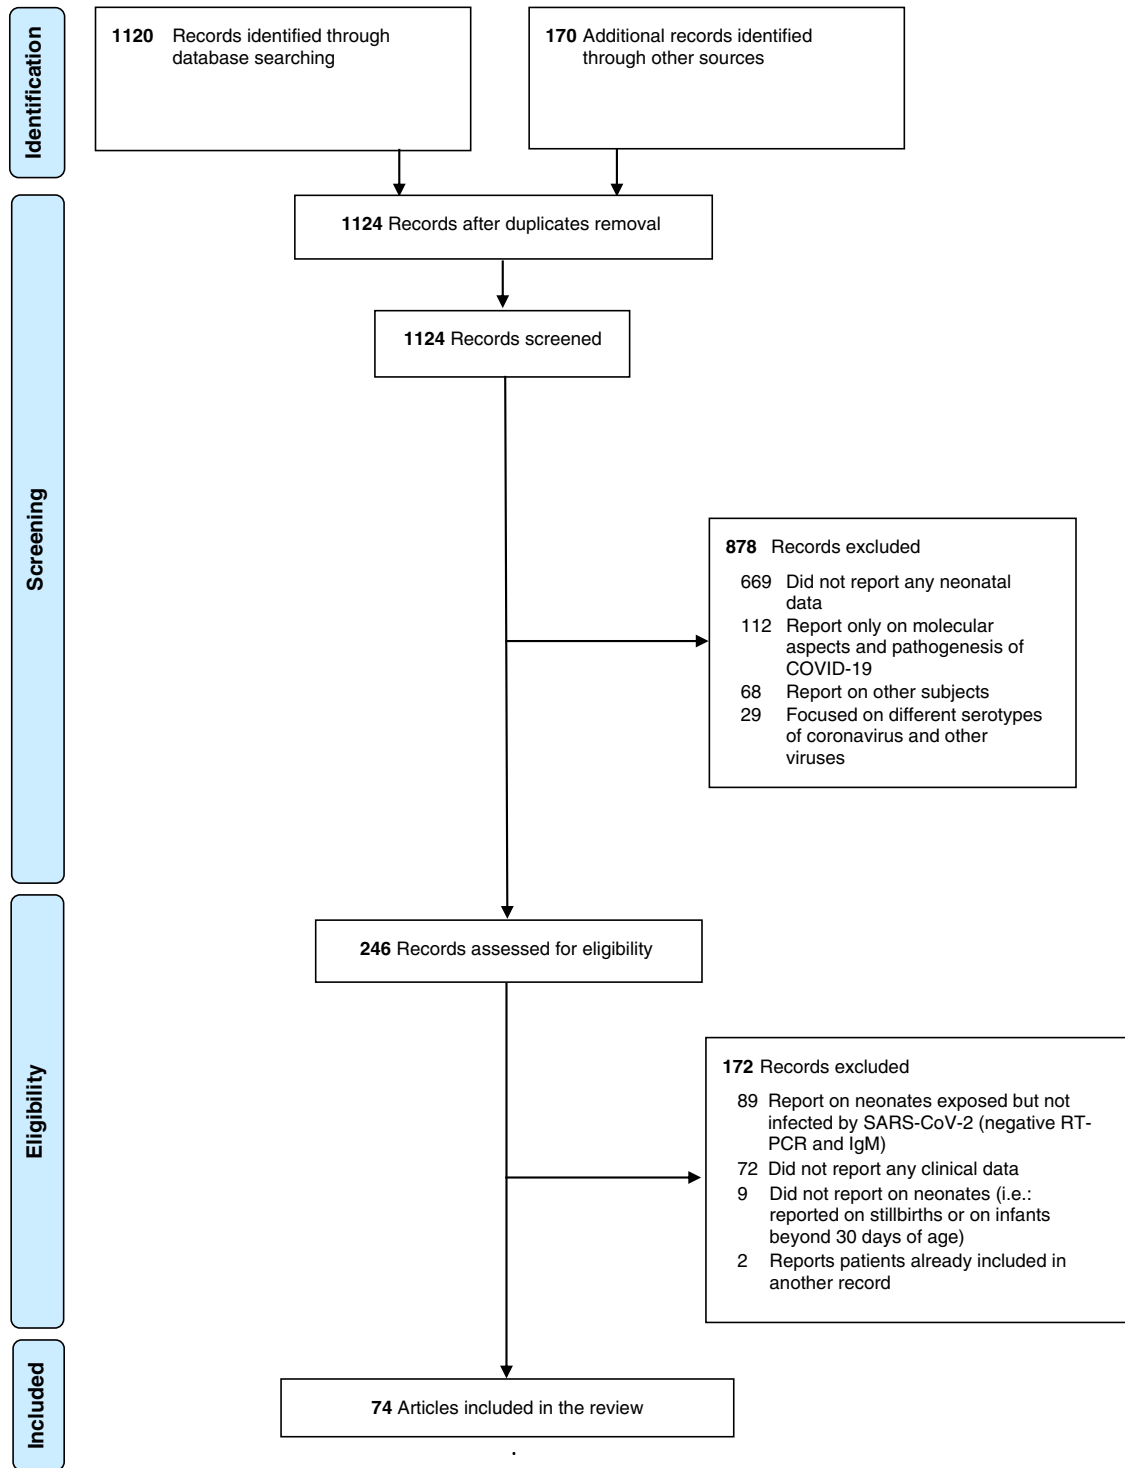 Identification
1120 Records identified through
database searching
170 Additional records identified
through other sources
1124 Records after duplicates removal
Screening
1124 Records screened
878 Records excluded
669 Did not report any neonatal
data
112 Report only on molecular
aspects and pathogenesis of
COVID-19
68 Report on other subjects
29 Focused on different serotypes
of coronavirus and other
viruses
Eligibility
246 Records assessed for eligibility
172 Records excluded
89 Report on neonates exposed but not
infected by SARS-CoV-2 (negative RT-
PCR and IgM)
72 Did not report any clinical data
9 Did not report on neonates (i.e.:
reported on stillbirths or on infants
beyond 30 days of age)
2 Reports patients already included in
another record
Included
74 Articles included in the review
.